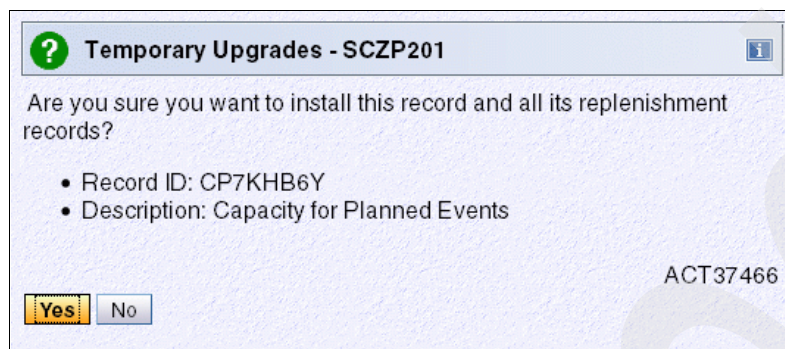 Temporary Upgrades - SCZP201
Are you sure you want to install this record and all its replenishment
records?
• Record ID: CP7KHB6Y
• Description: Capacity for Planned Events
ACT37466
Yes No